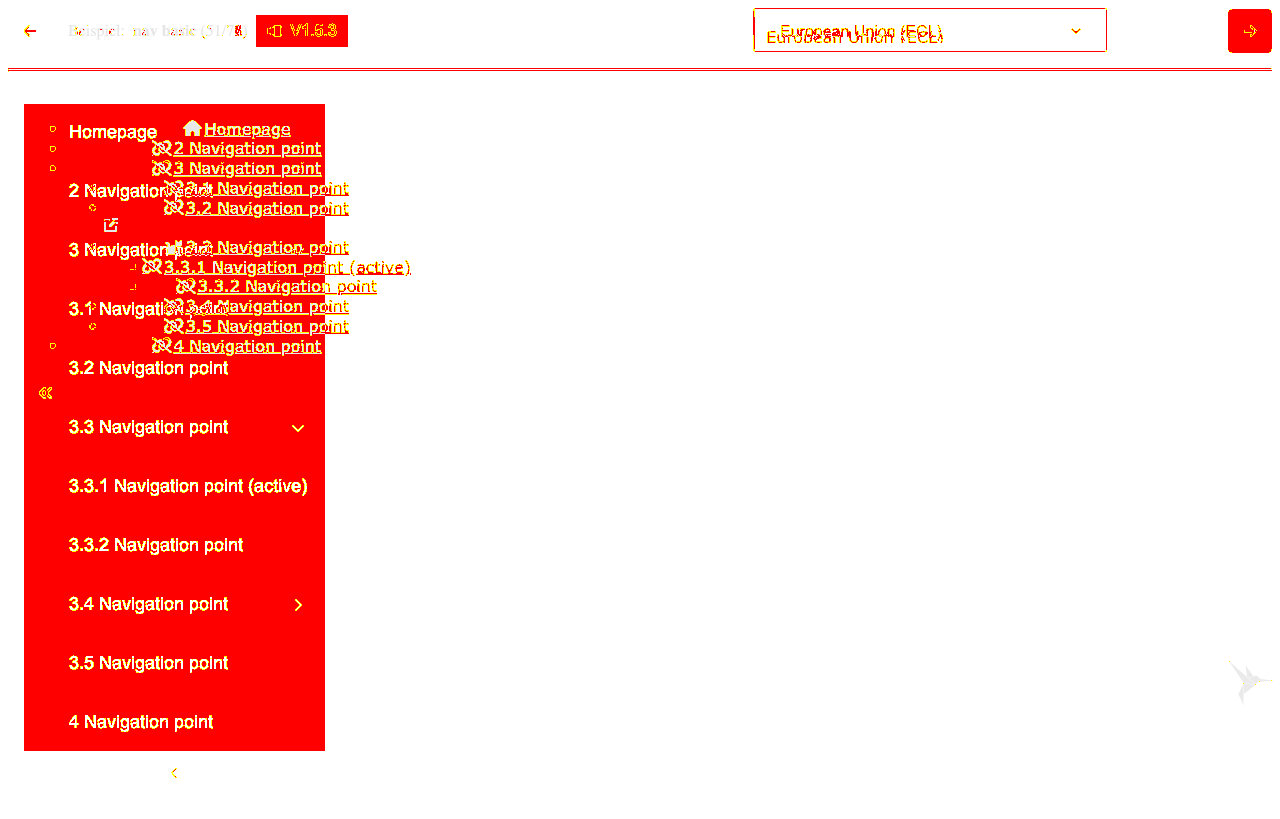 Beispiel: nav basic (51/7
V1.5.3
European Union (ECL)
European Union (ECL)
Homepage
Homepage
2 Navigation point
3 Navigation point
2 Navigation point
3.1 Navigation point
3.2 Navigation point
3 Navigation point
3.3 Navigation point
3.3.1 Navigation point (active)
3.3.2 Navigation point
3.1 Navigation point
3.4 Navigation point
3.5 Navigation point
4 Navigation point
3.2 Navigation point
3.3 Navigation point
3.3.1 Navigation point (active)
3.3.2 Navigation point
3.4 Navigation point
3.5 Navigation point
4 Navigation point